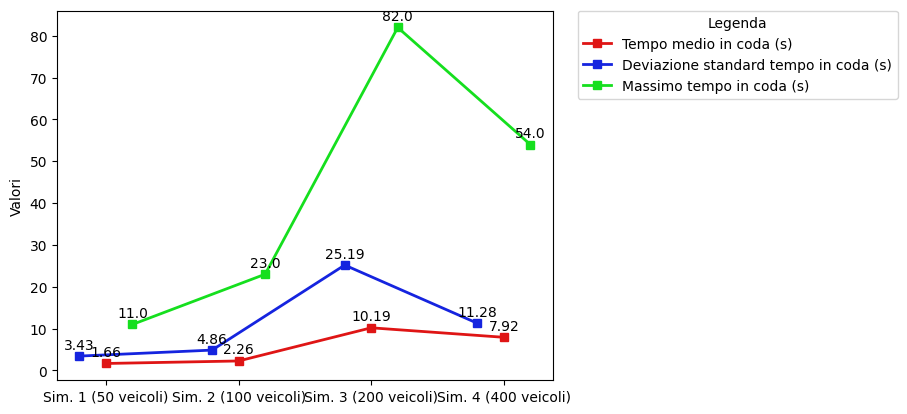 Legenda
Tempo medio in coda (s)
Deviazione standard tempo in coda (s)
Massimo tempo in coda (s)
Valori
80
70
60
50
40
30
20
10
0
82.0
54.0
25.19
23.0
11.0
11.28
10.19
7.92
4.86
3.43
2.26
1.66
Sim. 1 (50 veicoli)
Sim. 2 (100 veicoli)
Sim. 3 (200 veicoli)
Sim. 4 (400 veicoli)